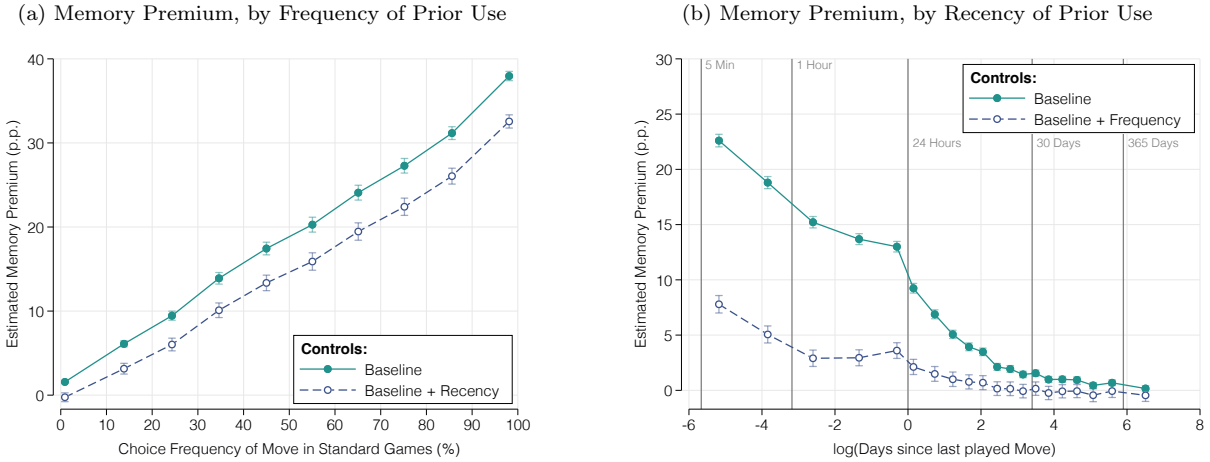 (a) Memory Premium, by Frequency of Prior Use
40
30
20
10
0
Estimated Memory Premium (p.p.)
Controls:
Baseline
Baseline + Recency
0 10 20 30 40 50 60 70 80 90 100
Choice Frequency of Move in Standard Games (%)
(b) Memory Premium, by Recency of Prior Use
30
25
20
15
10
5
0
Estimated Memory Premium (p.p.)
5 Min
1 Hour
24 Hours
30 Days
365 Days
Controls:
Baseline
Baseline + Frequency
-6 -4 -2 0 2 4 6 8
log(Days since last played Move)